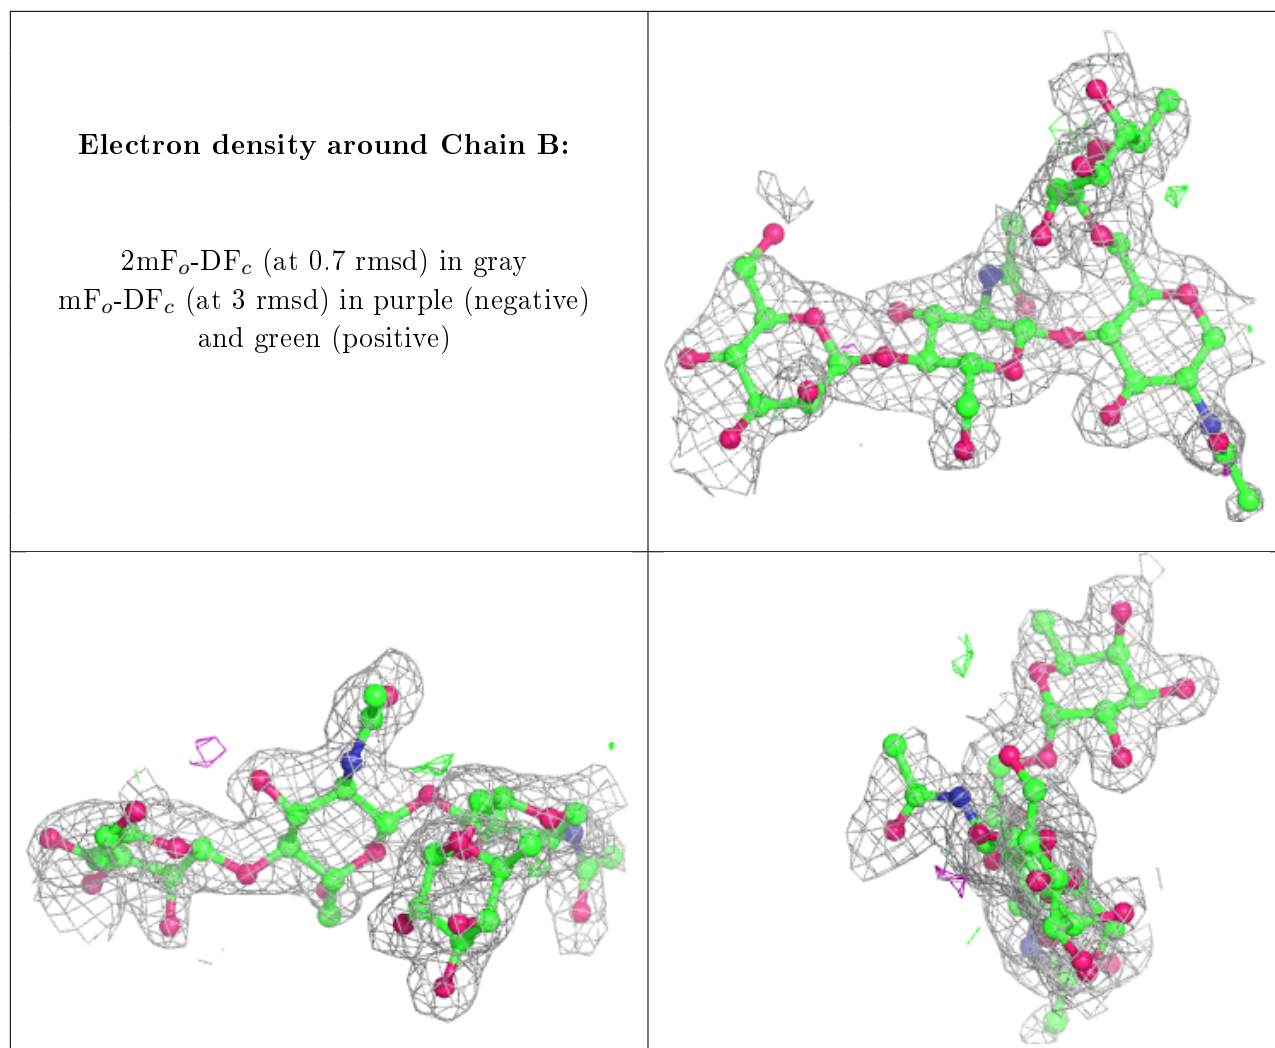 Electron density around Chain B:
2mFo-DFc (at 0.7 rmsd) in gray
mFo-DFc (at 3 rmsd) in purple (negative)
and green (positive)